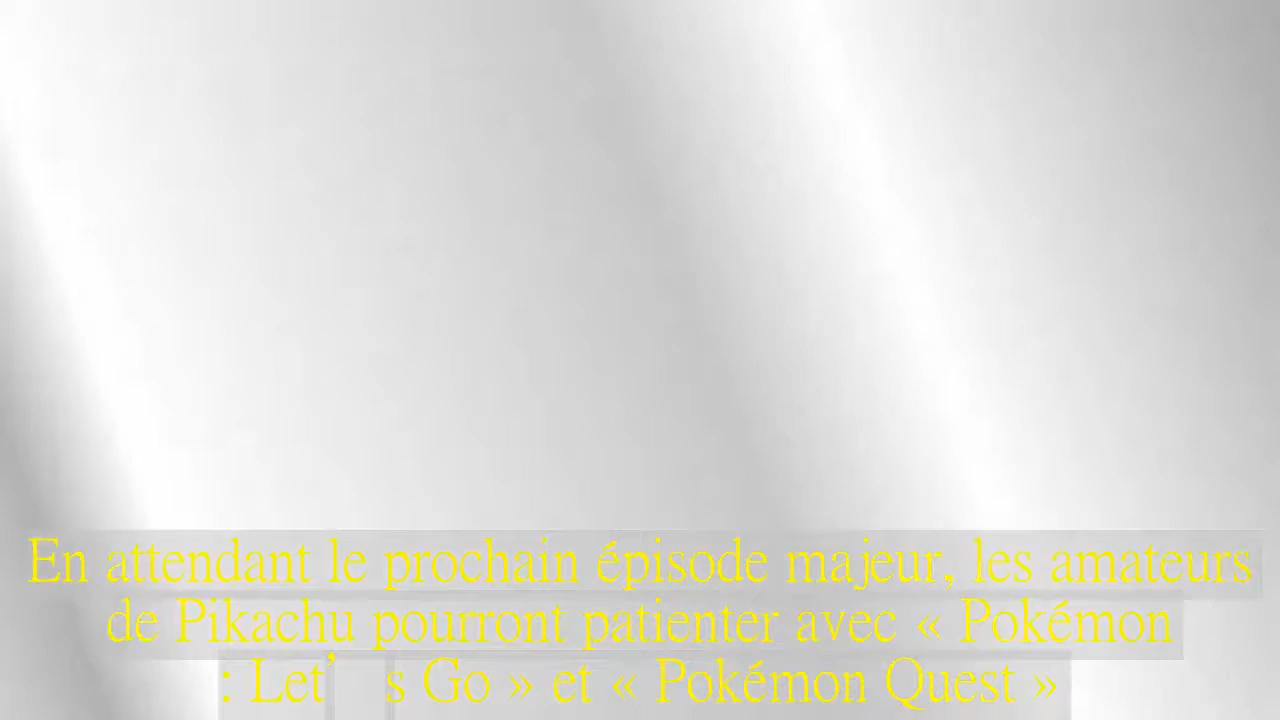 En attendant le prochain épisode majeur, les amateurs
de Pikachu pourront patienter avec « Pokémon
: Let’ s Go » et « Pokémon Quest »